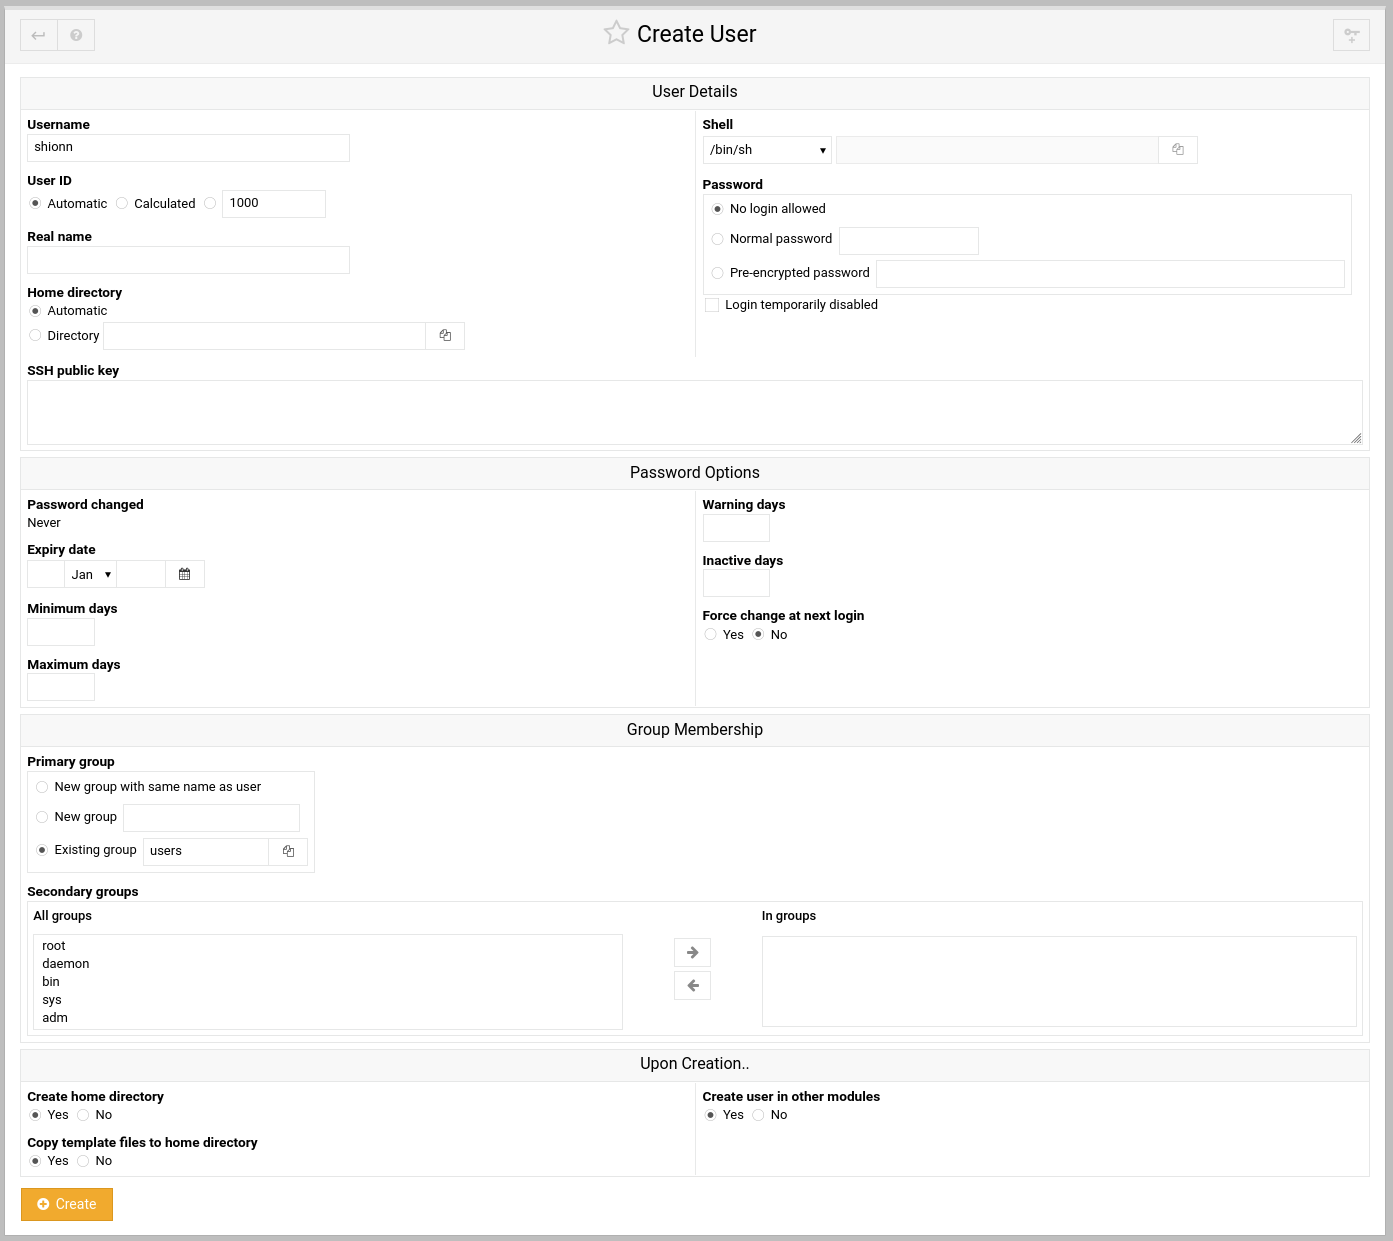 Create User
User Details
Username
shionn
User ID
Automatic Calculated 1000
Real name
Home directory
Automatic
Directory
Shell
/bin/sh
Password
No login allowed
Normal password
Pre-encrypted password
Login temporarily disabled
SSH public key
Password Options
Password changed
Never
Expiry date
Jan
Minimum days
Maximum days
Warning days
Inactive days
Force change at next login
Yes No
Group Membership
Primary group
New group with same name as user
New group
Existing group users
Secondary groups
All groups
root
daemon
bin
sys
adm
In groups
Upon Creation..
Create home directory
Yes No
Copy template files to home directory
Yes No
Create user in other modules
Yes No
Create